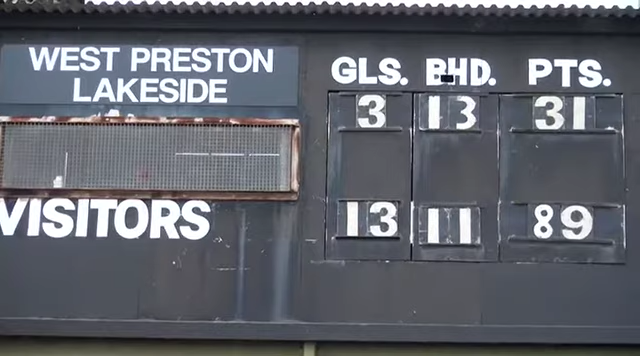 WEST PRESTON
LAKESIDE
GLS. BHD. PTS.
3 13 31
VISITORS
13 11 89